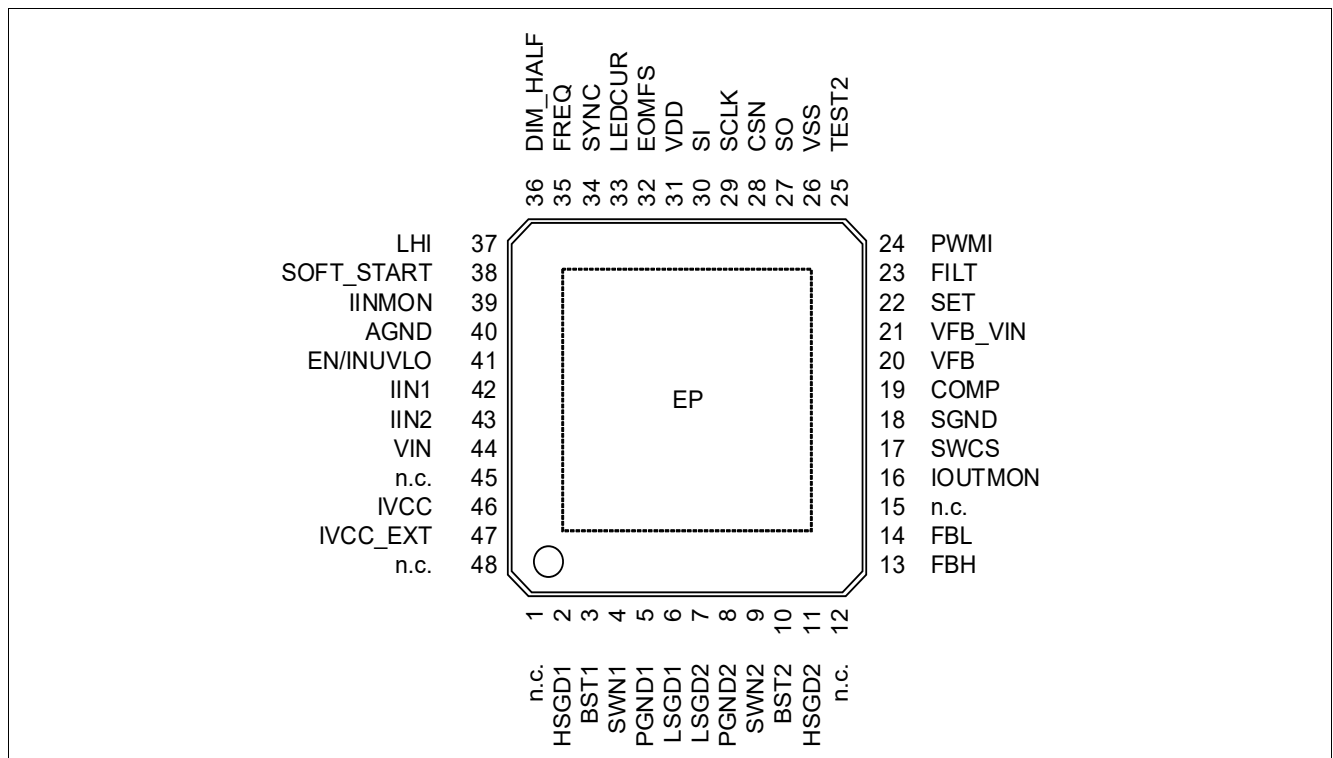 DIM_HALF
FREQ
SYNC
LEDCUR
EOMFS
VDD
SI
SCLK
CSN
SO
VSS
TEST2
36
35
34
33
32
31
30
29
28
27
26
25
LHI 37
SOFT_START 38
IINMON 39
AGND 40
EN/INUVLO 41
IIN1 42
IIN2 43
VIN 44
n.c. 45
IVCC 46
IVCC_EXT 47
n.c. 48
EP
24 PWMI
23 FILT
22 SET
21 VFB_VIN
20 VFB
19 COMP
18 SGND
17 SWCS
16 IOUTMON
15 n.c.
14 FBL
13 FBH
1
2
3
4
5
6
7
8
9
10
11
12
n.c.
HSGD1
BST1
SWN1
PGND1
LSGD1
LSGD2
PGND2
SWN2
BST2
HSGD2
n.c.